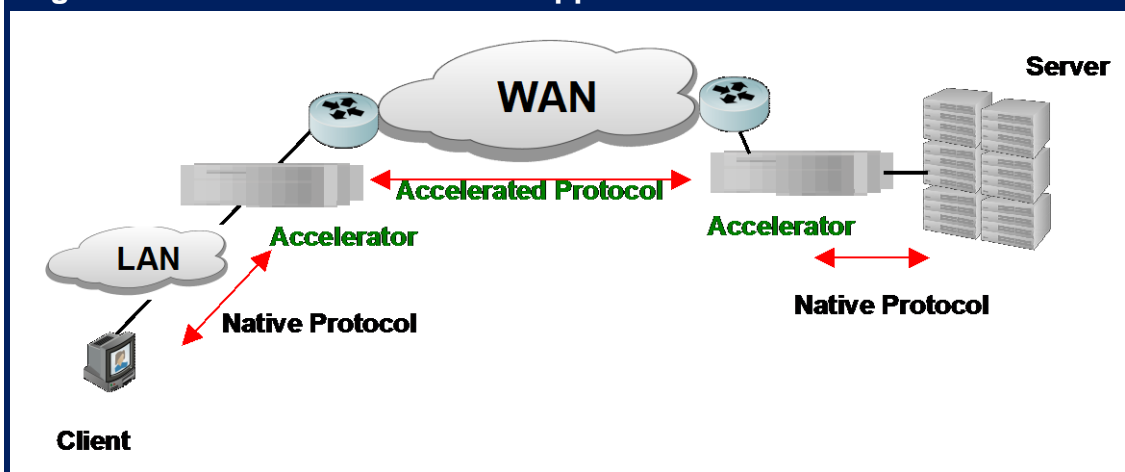 WAN
Server
Accelerated Protocol
Accelerator
Accelerator
LAN
Native Protocol
Native Protocol
Client